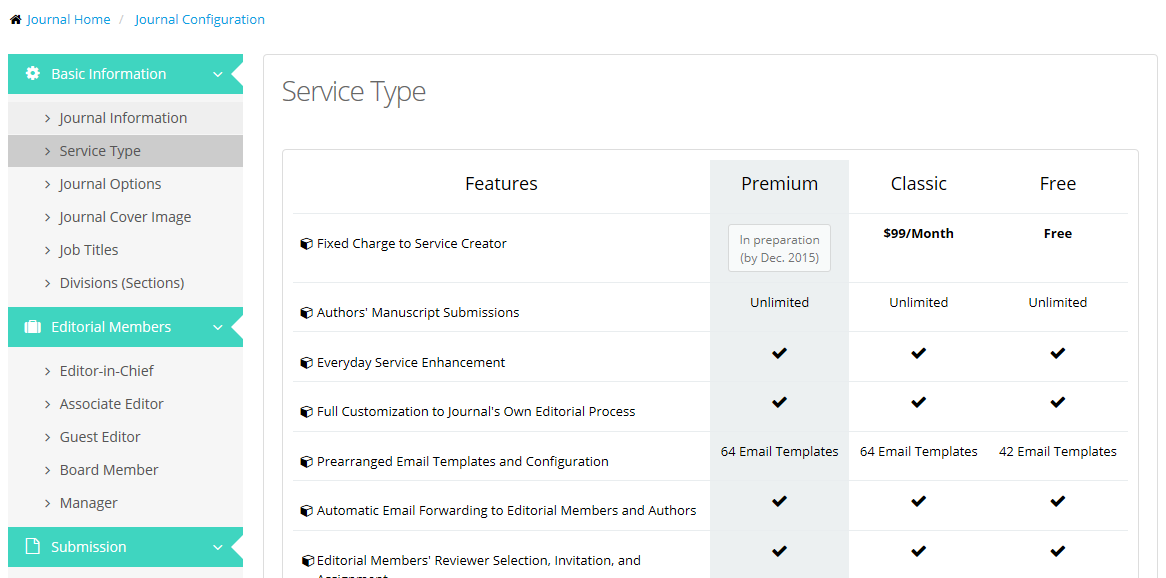 Journal Home / Journal Configuration
Basic Information
Journal Information
Service Type
Journal Options
Journal Cover Image
Job Titles
Divisions (Sections)
Editorial Members
Editor-in-Chief
Associate Editor
Guest Editor
Board Member
Manager
Submission
Service Type
Features Premium Classic Free
Fixed Charge to Service Creator
In preparation
(by Dec. 2015)
$99/Month
Free
Authors' Manuscript Submissions Unlimited Unlimited Unlimited
Everyday Service Enhancement
Full Customization to Journal's Own Editorial Process
Prearranged Email Templates and Configuration 64 Email Templates 64 Email Templates 42 Email Templates
Automatic Email Forwarding to Editorial Members and Authors
Editorial Members' Reviewer Selection, Invitation, and
Assignment